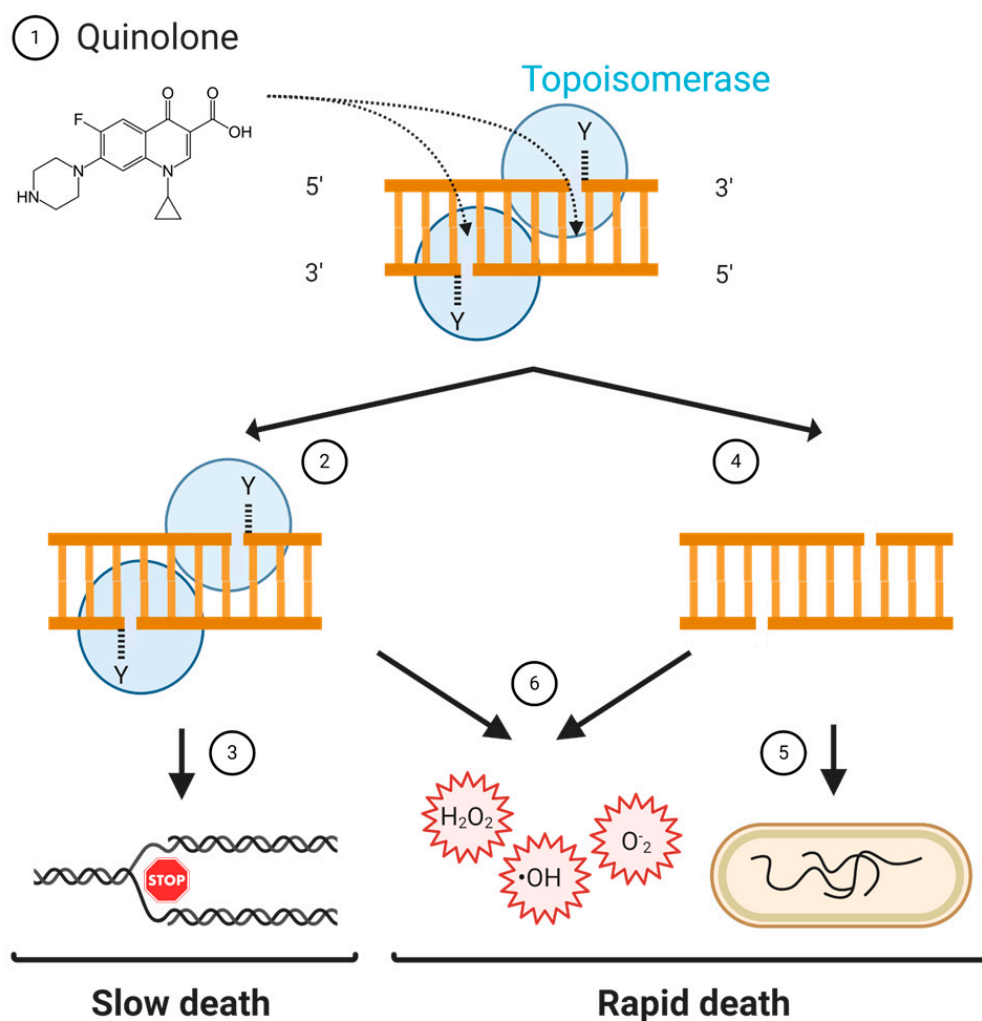 1 Quinolone
Topoisomerase
O
O
F
OH
N
N
HN
Y
5'
3'
3'
5'
Y
2
4
Y
Y
6
3
5
H₂O₂
O⁻₂
•OH
STOP
Slow death
Rapid death